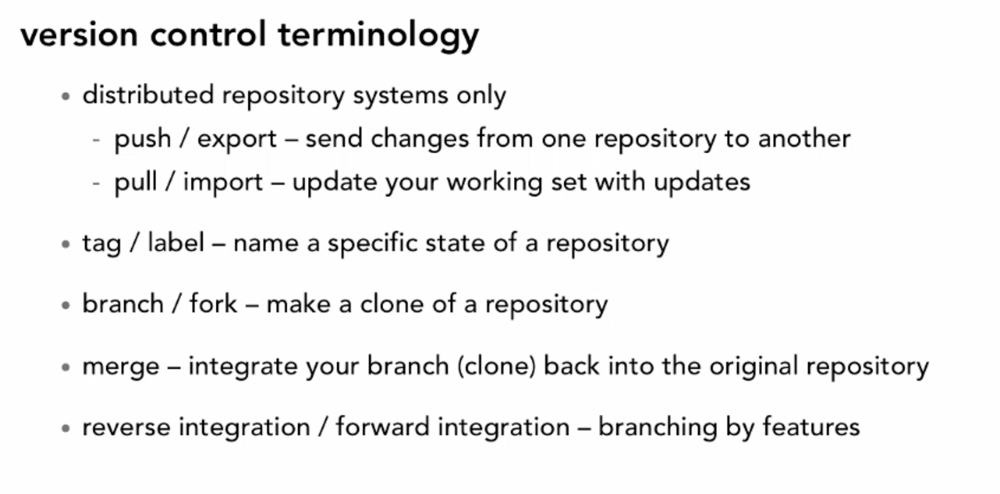 version control terminology
• distributed repository systems only
- push / export – send changes from one repository to another
- pull / import – update your working set with updates
• tag / label – name a specific state of a repository
• branch / fork – make a clone of a repository
• merge – integrate your branch (clone) back into the original repository
• reverse integration / forward integration – branching by features